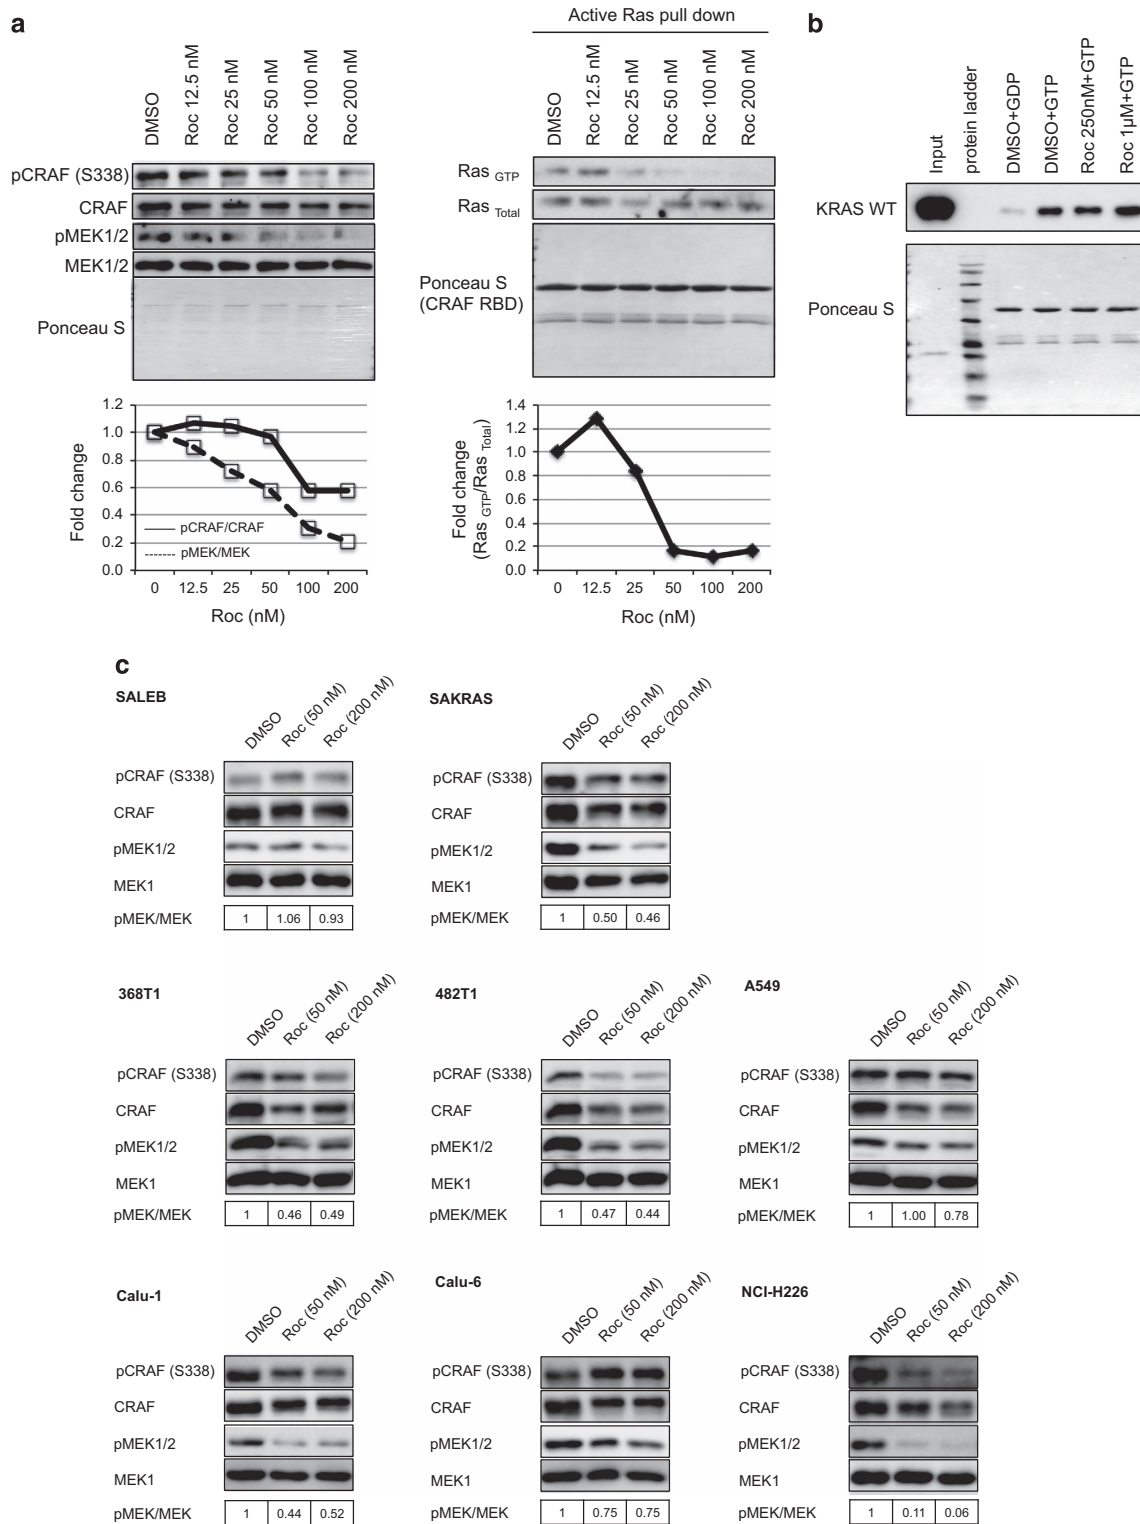 a
DMSO
Roc 12.5 nM
Roc 25 nM
Roc 50 nM
Roc 100 nM
Roc 200 nM
pCRAF (S338)
CRAF
pMEK1/2
MEK1/2
Ponceau S
1.2
1.0
0.8
0.6
0.4
0.2
0.0
Fold change
pCRAF/CRAF
pMEK/MEK
0 12.5 25 50 100 200
Roc (nM)
Active Ras pull down
DMSO
Roc 12.5 nM
Roc 25 nM
Roc 50 nM
Roc 100 nM
Roc 200 nM
Ras GTP
Ras Total
Ponceau S
(CRAF RBD)
1.4
1.2
1.0
0.8
0.6
0.4
0.2
0.0
Fold change
(Ras GTP/Ras Total)
0 12.5 25 50 100 200
Roc (nM)
b
Input
protein ladder
DMSO+GDP
DMSO+GTP
Roc 250nM+GTP
Roc 1µM+GTP
KRAS WT
Ponceau S
c
SALEB
DMSO
Roc (50 nM)
Roc (200 nM)
pCRAF (S338)
CRAF
pMEK1/2
MEK1
pMEK/MEK 1 1.06 0.93
SAKRAS
DMSO
Roc (50 nM)
Roc (200 nM)
pCRAF (S338)
CRAF
pMEK1/2
MEK1
pMEK/MEK 1 0.50 0.46
368T1
DMSO
Roc (50 nM)
Roc (200 nM)
pCRAF (S338)
CRAF
pMEK1/2
MEK1
pMEK/MEK 1 0.46 0.49
482T1
DMSO
Roc (50 nM)
Roc (200 nM)
pCRAF (S338)
CRAF
pMEK1/2
MEK1
pMEK/MEK 1 0.47 0.44
A549
DMSO
Roc (50 nM)
Roc (200 nM)
pCRAF (S338)
CRAF
pMEK1/2
MEK1
pMEK/MEK 1 1.00 0.78
Calu-1
DMSO
Roc (50 nM)
Roc (200 nM)
pCRAF (S338)
CRAF
pMEK1/2
MEK1
pMEK/MEK 1 0.44 0.52
Calu-6
DMSO
Roc (50 nM)
Roc (200 nM)
pCRAF (S338)
CRAF
pMEK1/2
MEK1
pMEK/MEK 1 0.75 0.75
NCI-H226
DMSO
Roc (50 nM)
Roc (200 nM)
pCRAF (S338)
CRAF
pMEK1/2
MEK1
pMEK/MEK 1 0.11 0.06